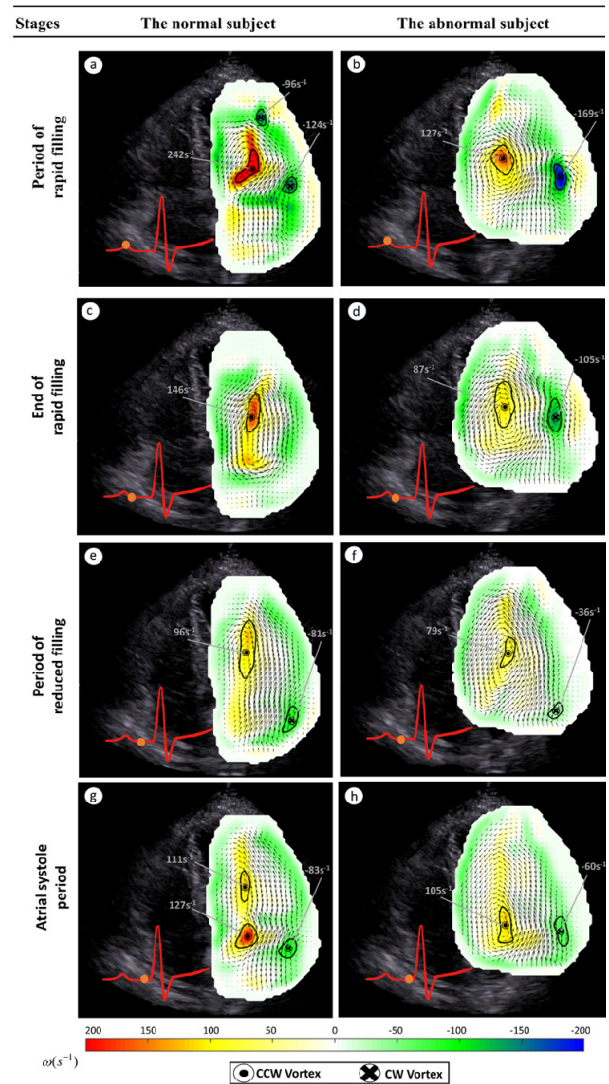 Stages The normal subject The abnormal subject
a b
-96s⁻¹
-124s⁻¹ -169s⁻¹
127s⁻¹
242s⁻¹
Period of
rapid filling
c d
-105s⁻¹
87s⁻¹
146s⁻¹
End of
rapid filling
e f
-36s⁻¹
96s⁻¹ -81s⁻¹ 79s⁻¹
Period of
reduced filling
g h
111s⁻¹ -83s⁻¹ -60s⁻¹
127s⁻¹ 105s⁻¹
Atrial systole
period
200 150 100 50 0 -50 -100 -150 -200
ω(s⁻¹)
CCW Vortex CW Vortex